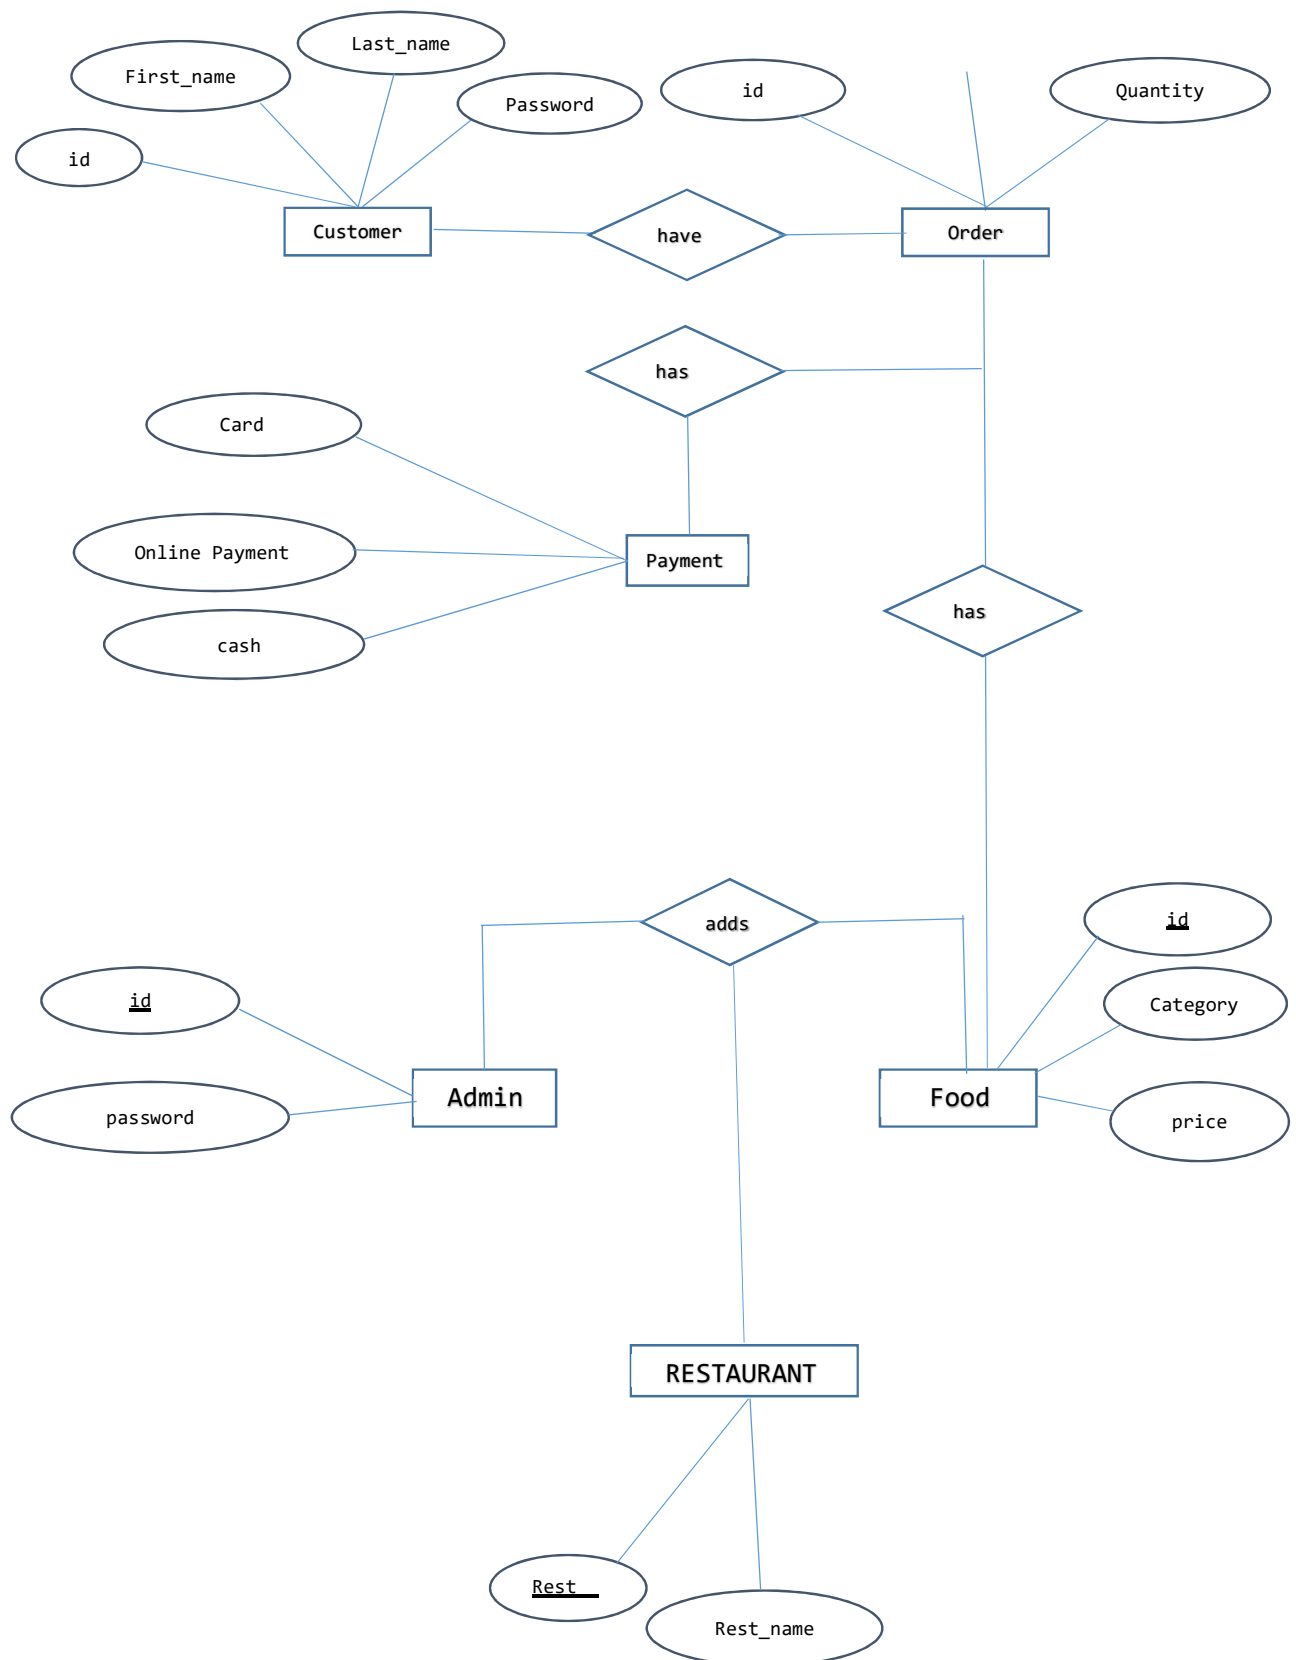 Last_name
First_name
Password
id
id
Quantity
Customer
have
Order
has
Card
Online Payment
Payment
cash
has
adds
id
id
Category
password
Admin
Food
price
RESTAURANT
Rest_
Rest_name